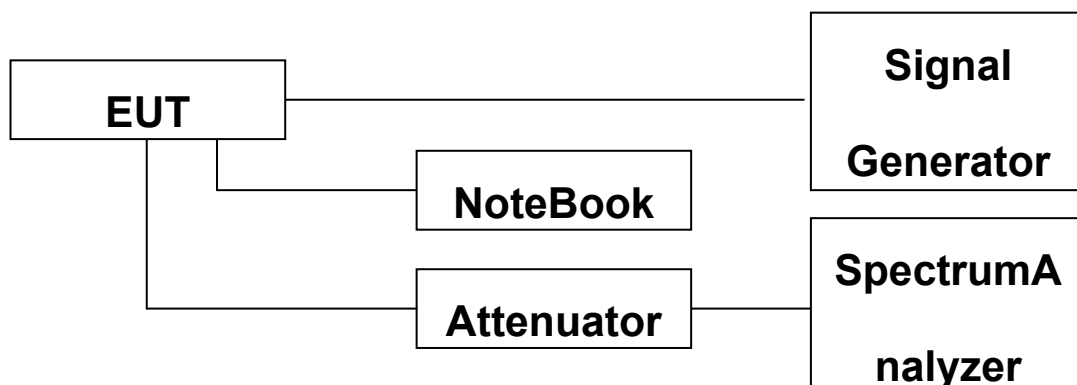 Signal
Generator
EUT
NoteBook
Attenuator
SpectrumA
nalyzer